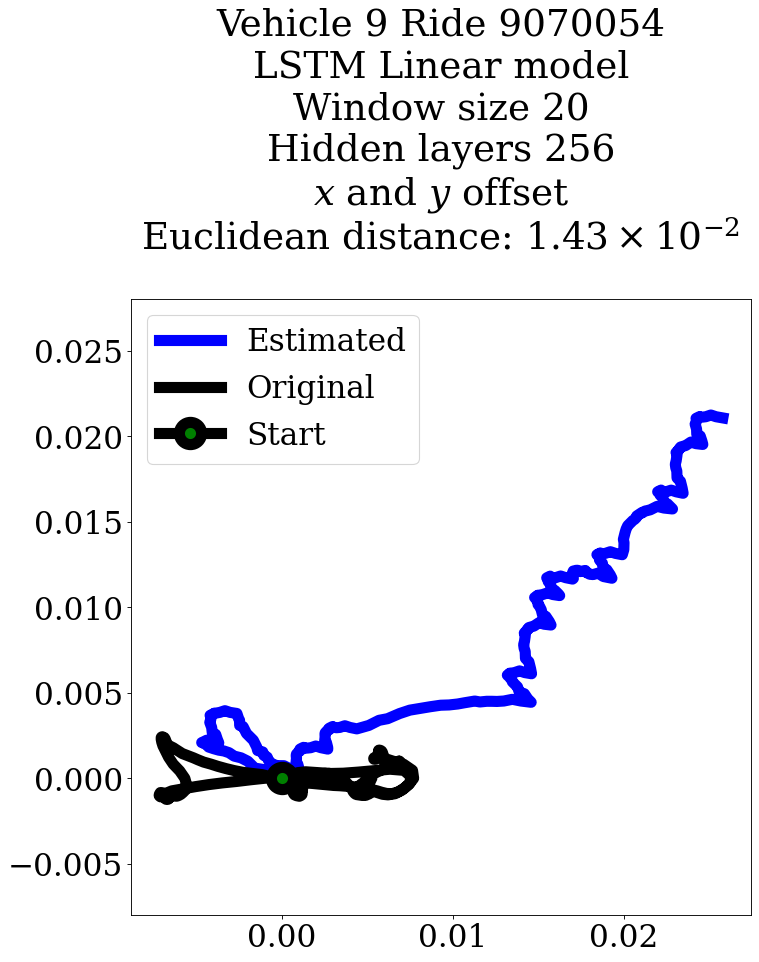 Vehicle 9 Ride 9070054
LSTM Linear model
Window size 20
Hidden layers 256
x and y offset
Euclidean distance: 1.43 × 10⁻²
Estimated
Original
Start
0.025
0.020
0.015
0.010
0.005
0.000
−0.005
0.00 0.01 0.02